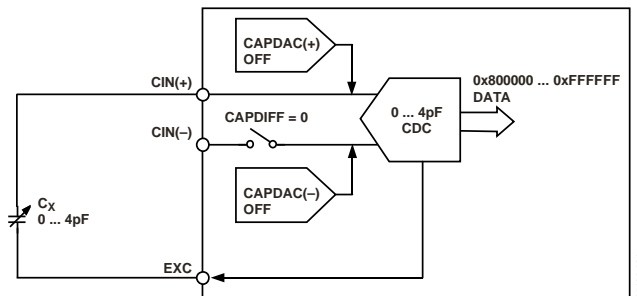 CAPDAC(+)
OFF
CIN(+)
0x800000 ... 0xFFFFFF
DATA
CAPDIFF = 0
0 ... 4pF
CDC
CIN(–)
CAPDAC(–)
OFF
CX
0 ... 4pF
EXC